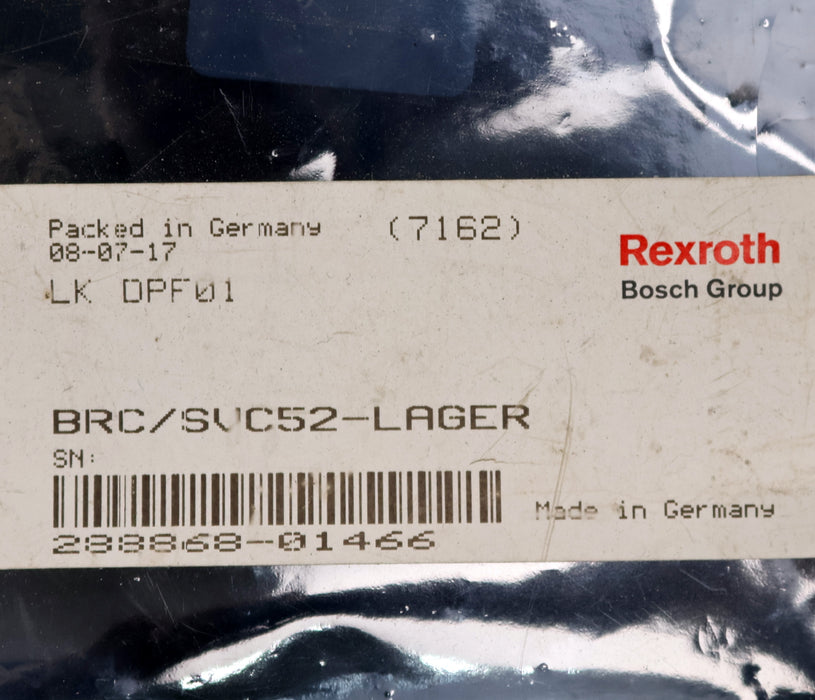 Packed in Germany (7162)
08-07-17
LK DPF01
Rexroth
Bosch Group
BRC/SVC52-LAGER
SN:
288868-01466
Made in Germany